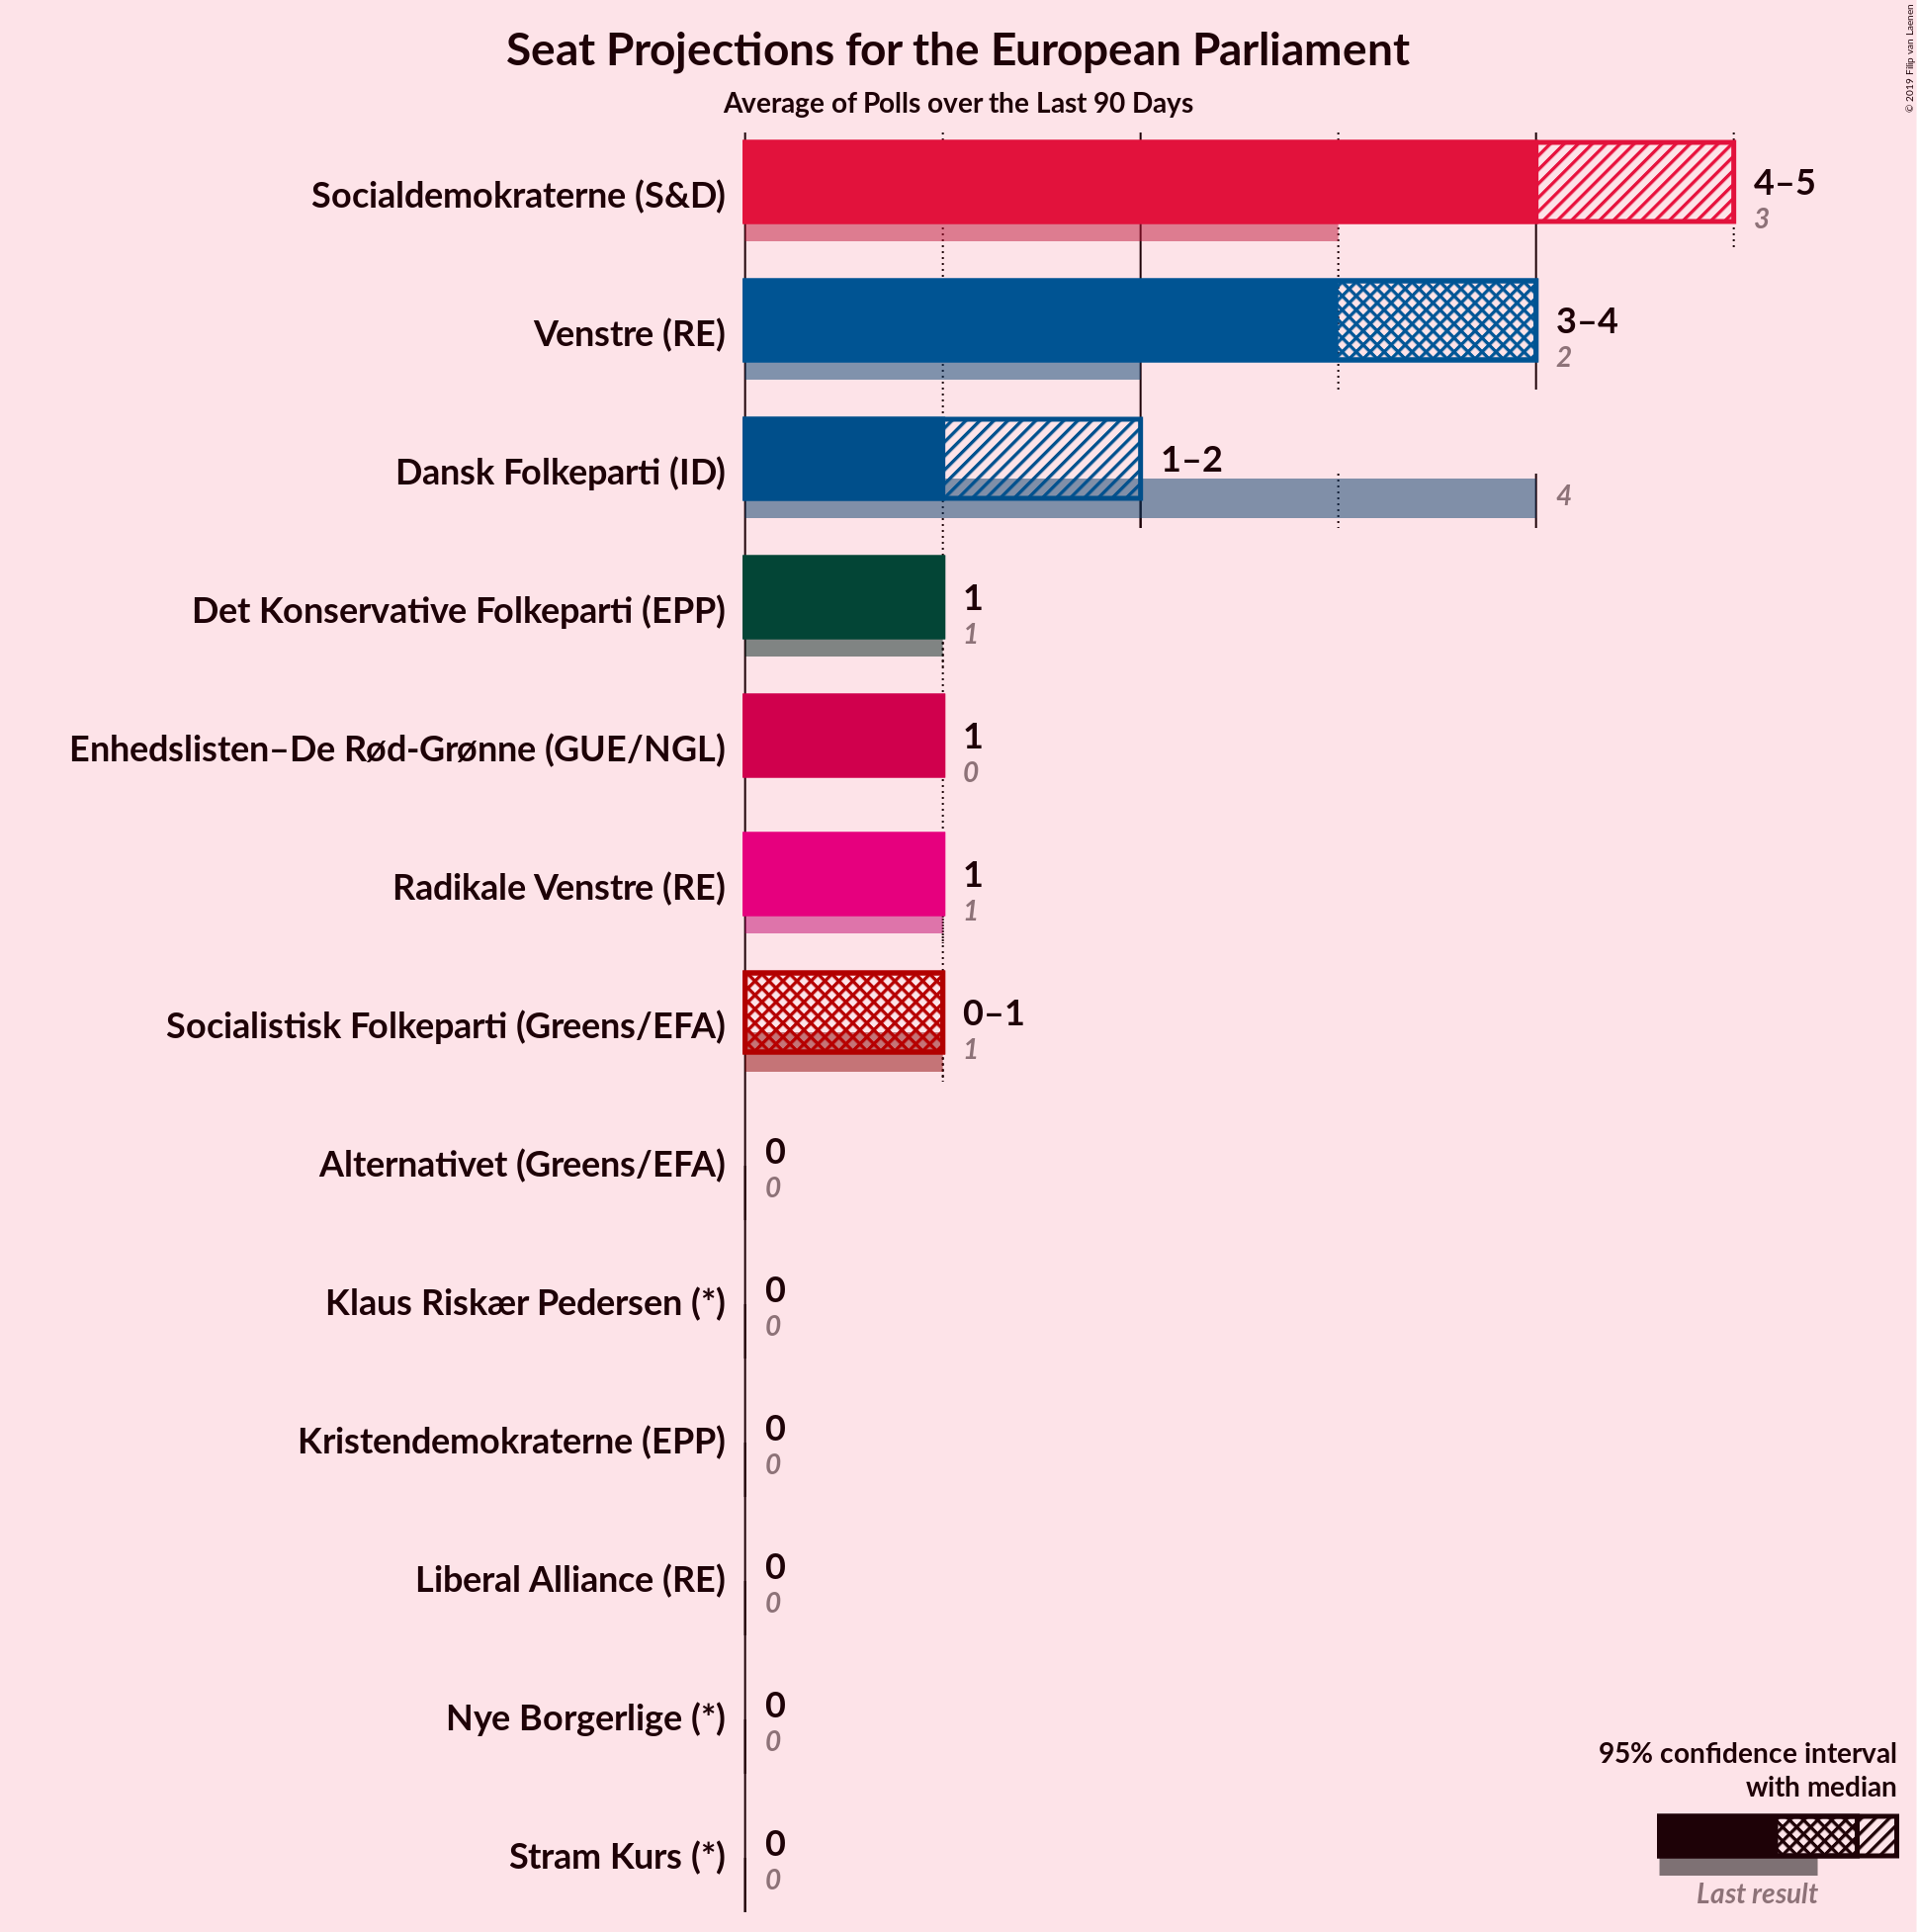 Seat Projections for the European Parliament
Average of Polls over the Last 90 Days
© 2019 Filip van Laenen
Socialdemokraterne (S&D)
4–5
3
Venstre (RE)
3–4
2
Dansk Folkeparti (ID)
1–2
4
Det Konservative Folkeparti (EPP)
1
1
Enhedslisten–De Rød-Grønne (GUE/NGL)
1
0
Radikale Venstre (RE)
1
1
Socialistisk Folkeparti (Greens/EFA)
0–1
1
Alternativet (Greens/EFA)
0
0
Klaus Riskær Pedersen (*)
0
0
Kristendemokraterne (EPP)
0
0
Liberal Alliance (RE)
0
0
Nye Borgerlige (*)
0
0
Stram Kurs (*)
0
0
95% confidence interval
with median
Last result